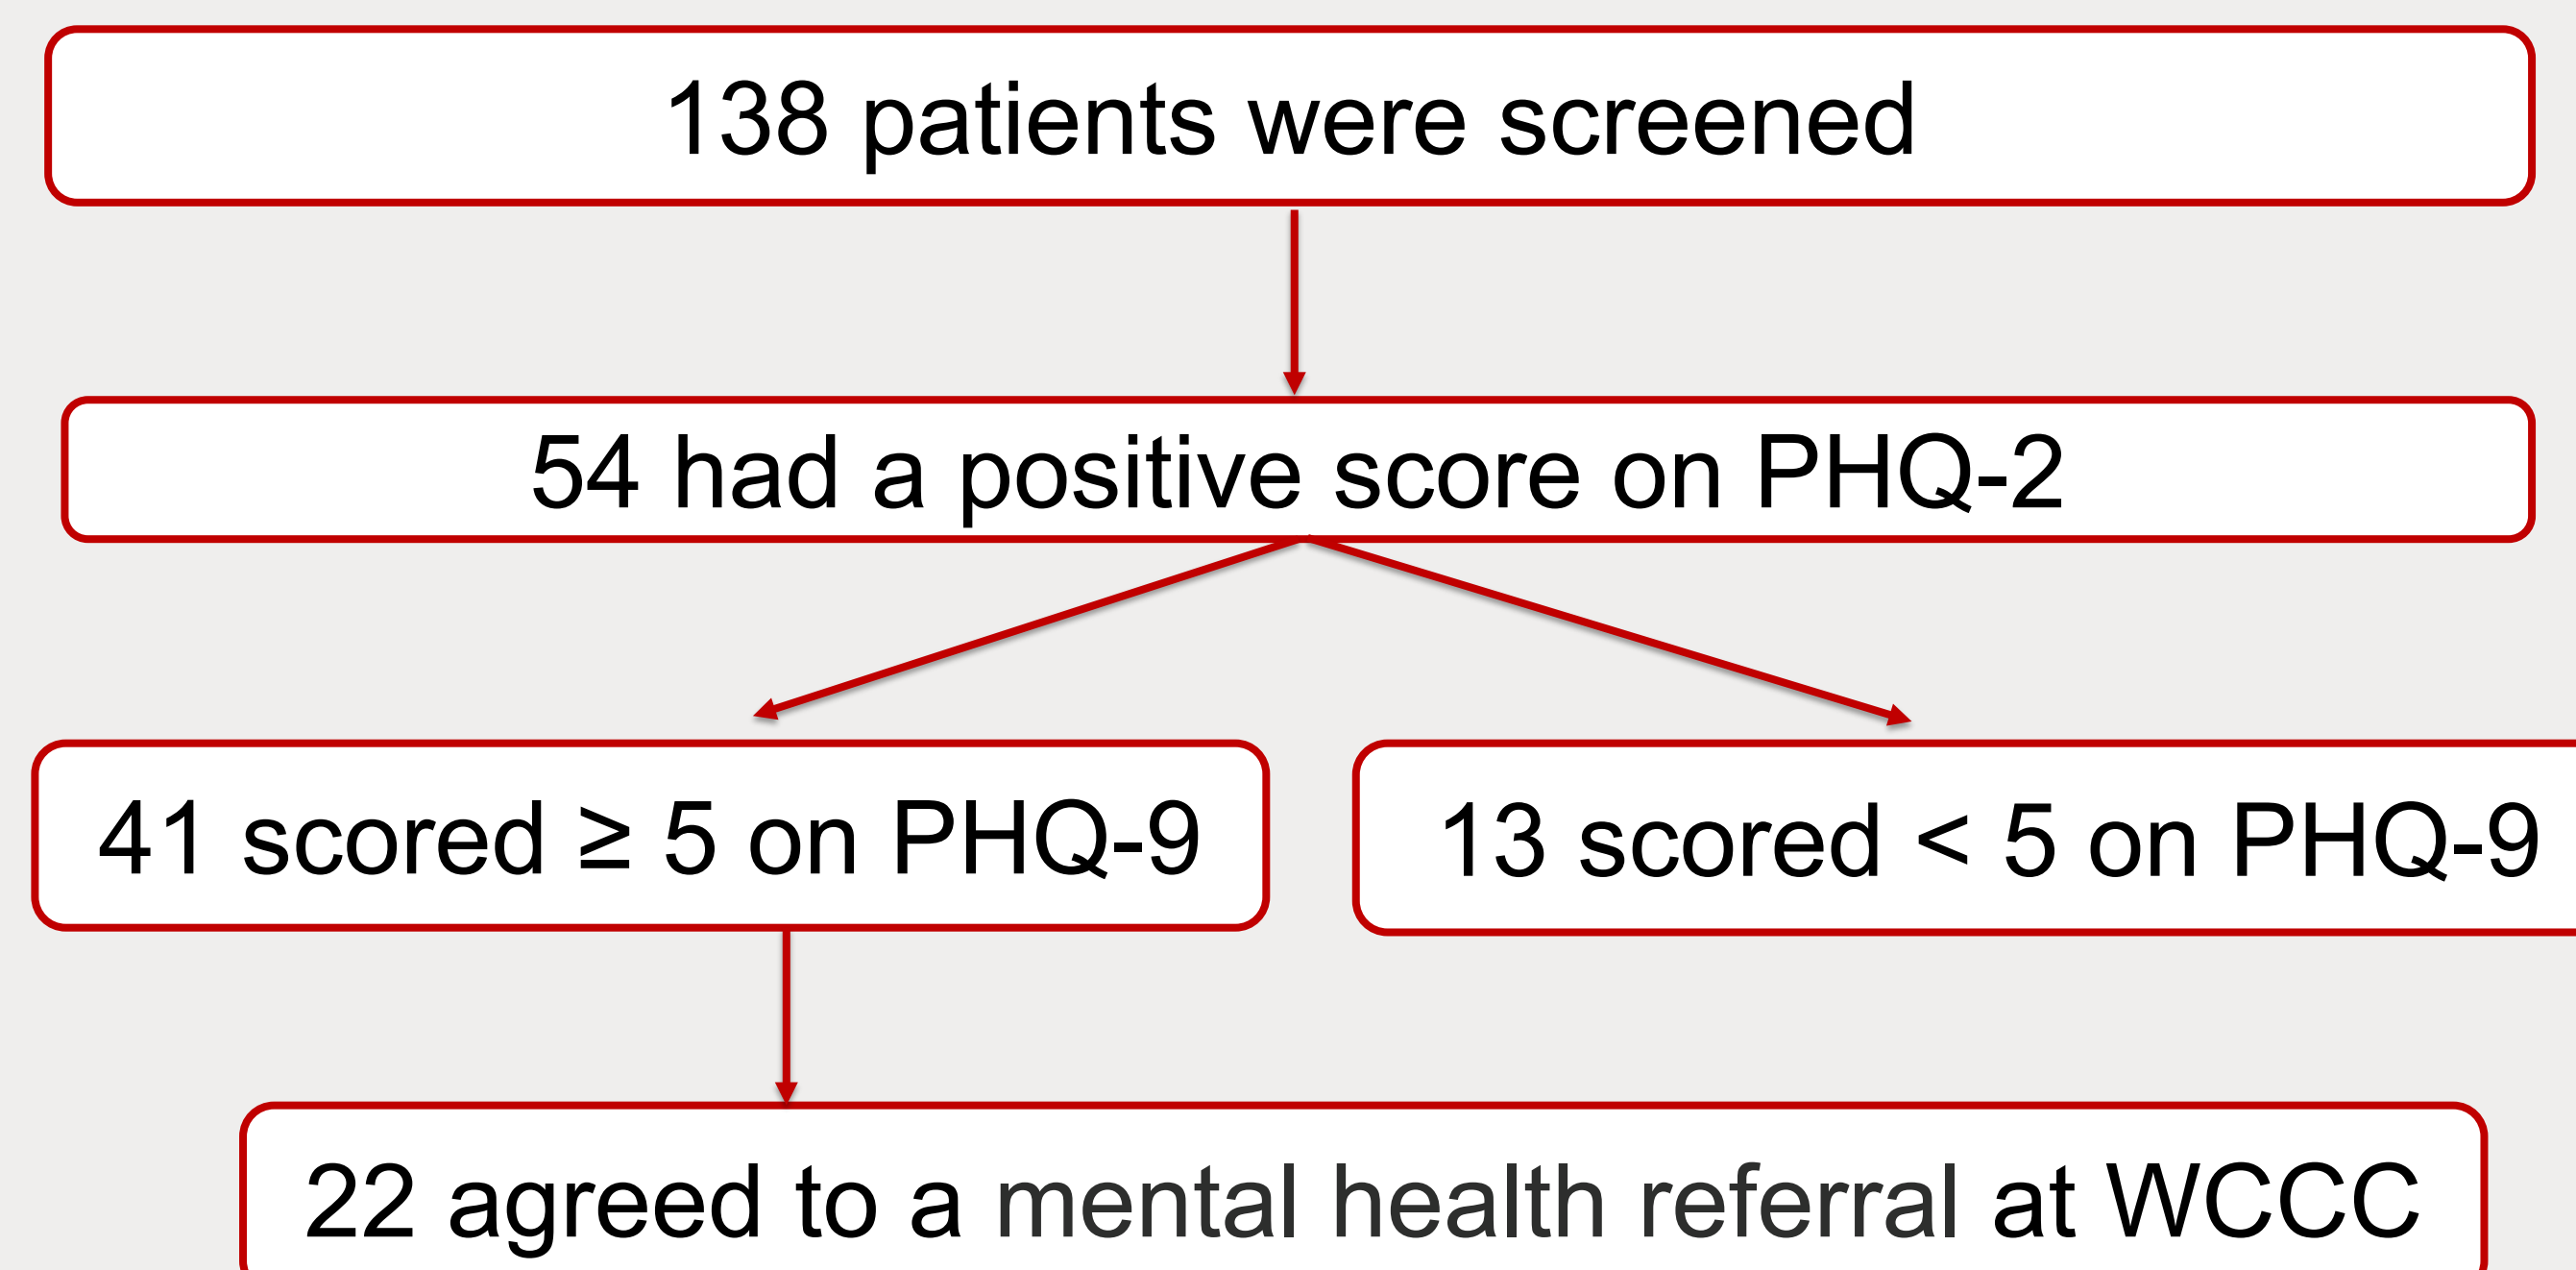 138 patients were screened
54 had a positive score on PHQ-2
41 scored ≥ 5 on PHQ-9
13 scored < 5 on PHQ-9
22 agreed to a mental health referral at WCCC